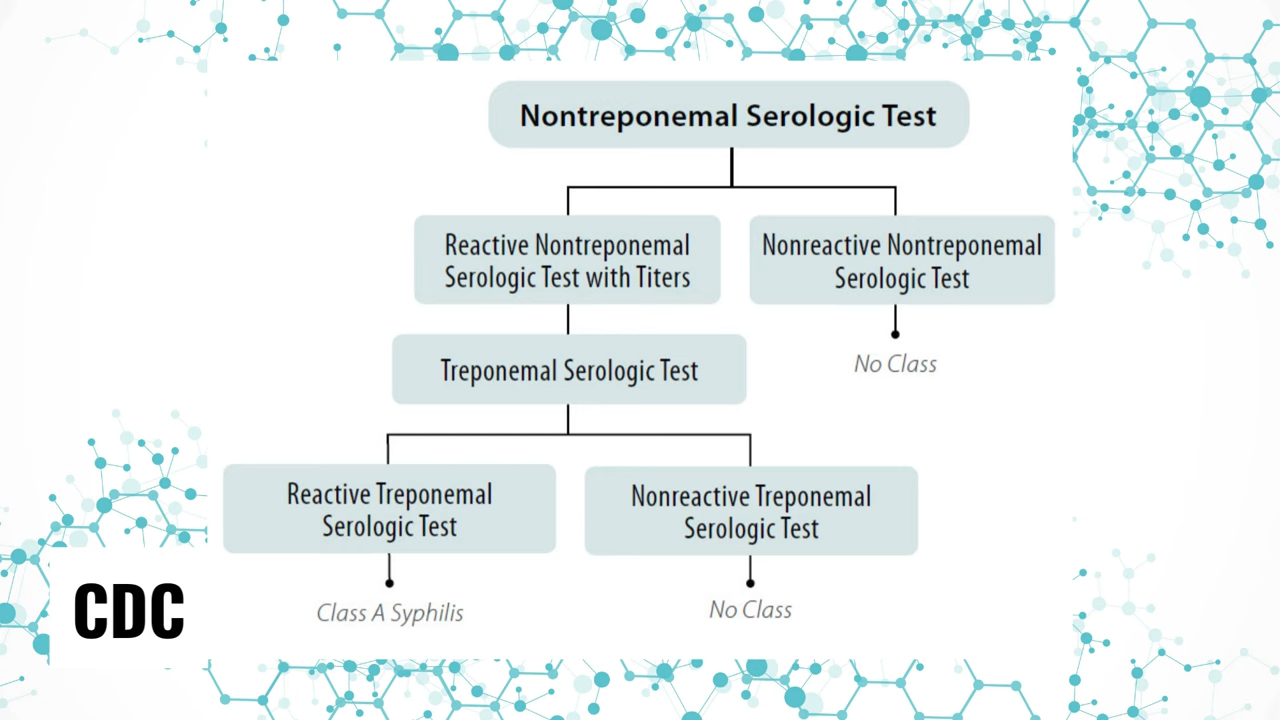 Nontreponemal Serologic Test
Reactive Nontreponemal
Serologic Test with Titers
Nonreactive Nontreponemal
Serologic Test
No Class
Treponemal Serologic Test
Reactive Treponemal
Serologic Test
Nonreactive Treponemal
Serologic Test
Class A Syphilis
No Class
CDC